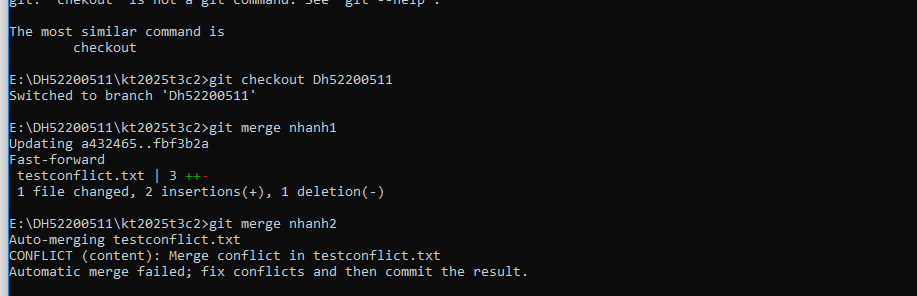 git: 'chekout' is not a git command. See 'git --help'.
The most similar command is
checkout
E:\DH52200511\kt2025t3c2>git checkout Dh52200511
Switched to branch 'Dh52200511'
E:\DH52200511\kt2025t3c2>git merge nhanh1
Updating a432465..fbf3b2a
Fast-forward
testconflict.txt | 3 ++-
1 file changed, 2 insertions(+), 1 deletion(-)
E:\DH52200511\kt2025t3c2>git merge nhanh2
Auto-merging testconflict.txt
CONFLICT (content): Merge conflict in testconflict.txt
Automatic merge failed; fix conflicts and then commit the result.